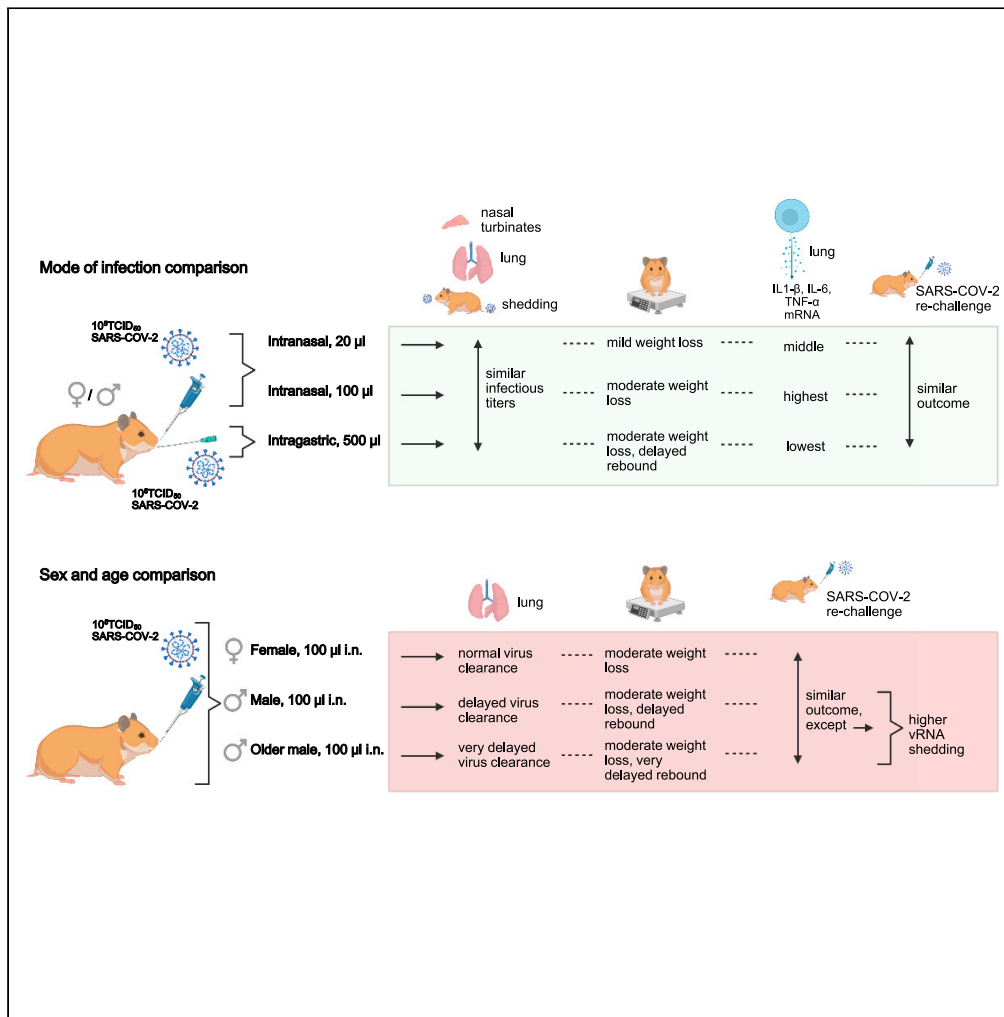 nasal
turbinates
lung
shedding
lung
IL1-β, IL-6,
TNF-α
mRNA
SARS-COV-2
re-challenge
Mode of infection comparison
10⁵TCID₅₀
SARS-COV-2
♀/♂
Intranasal, 20 µl
Intranasal, 100 µl
Intragastric, 500 µl
10⁵TCID₅₀
SARS-COV-2
similar
infectious
titers
mild weight loss
middle
moderate weight
loss
highest
moderate weight
loss, delayed
rebound
lowest
similar
outcome
Sex and age comparison
10⁵TCID₅₀
SARS-COV-2
♀ Female, 100 µl i.n.
♂ Male, 100 µl i.n.
♂ Older male, 100 µl i.n.
lung
SARS-COV-2
re-challenge
normal virus
clearance
moderate weight
loss
delayed virus
clearance
moderate weight
loss, delayed
rebound
very delayed
virus clearance
moderate weight
loss, very
delayed rebound
similar
outcome,
except
higher
vRNA
shedding